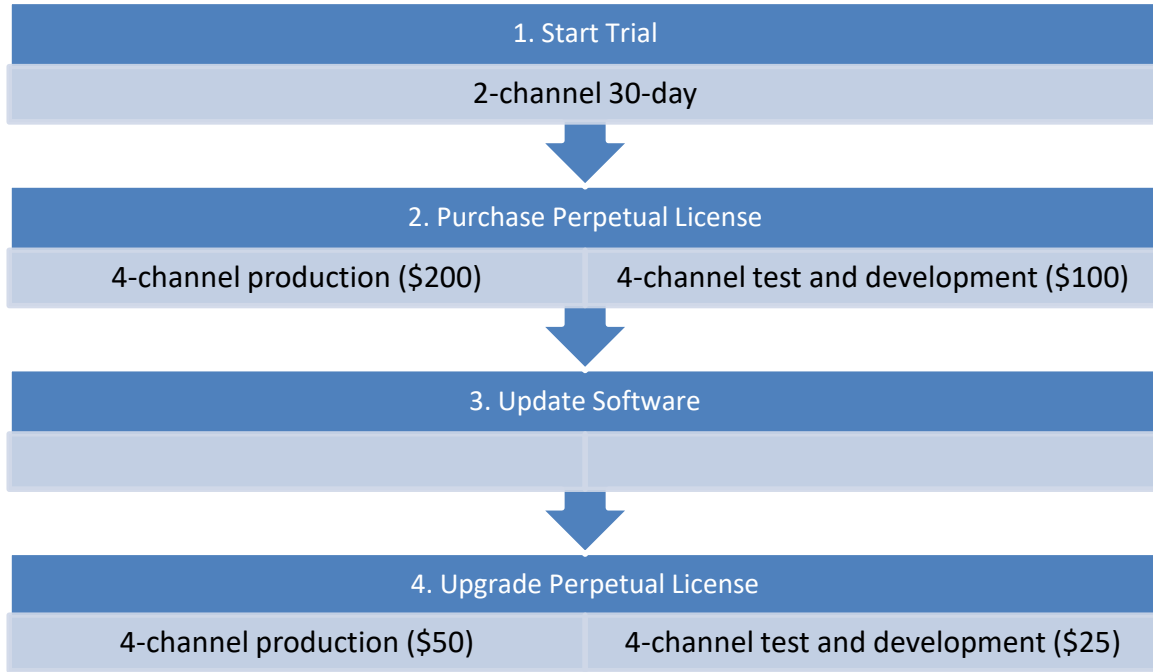 1. Start Trial
2-channel 30-day
2. Purchase Perpetual License
4-channel production ($200)
4-channel test and development ($100)
3. Update Software
4. Upgrade Perpetual License
4-channel production ($50)
4-channel test and development ($25)